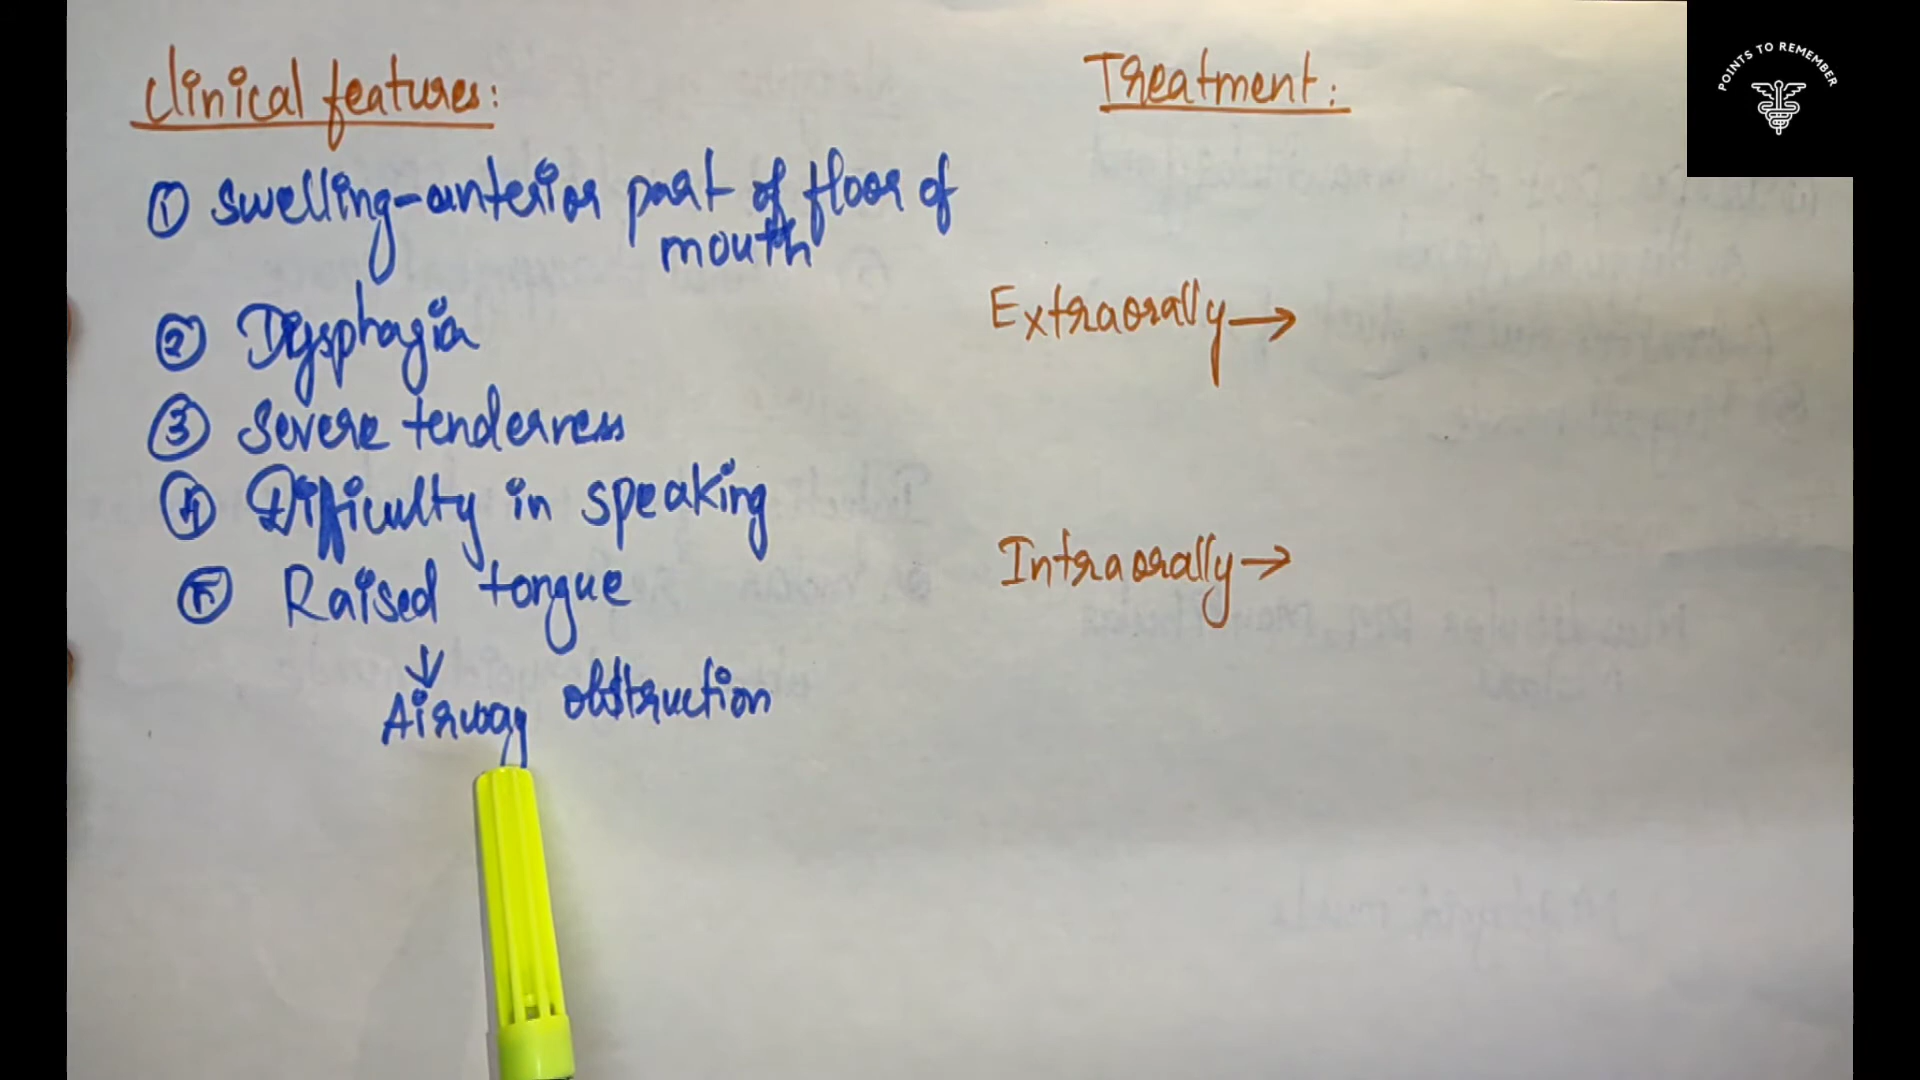 Clinical features:
① Swelling-anterior part of floor of
mouth
② Dysphagia
③ Severe tenderness
④ Difficulty in speaking
⑤ Raised tongue
↓
Airway obstruction
Treatment:
Extraorally →
Intraorally →
POINTS TO REMEMBER